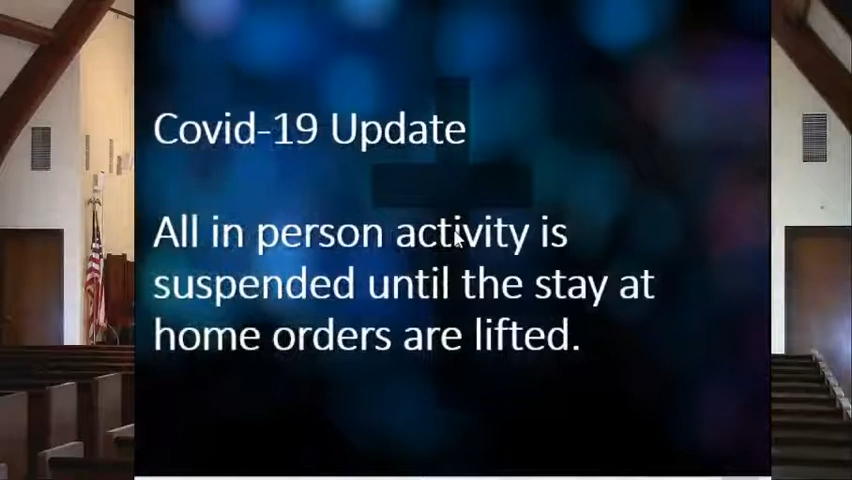 Covid-19 Update
All in person activity is
suspended until the stay at
home orders are lifted.